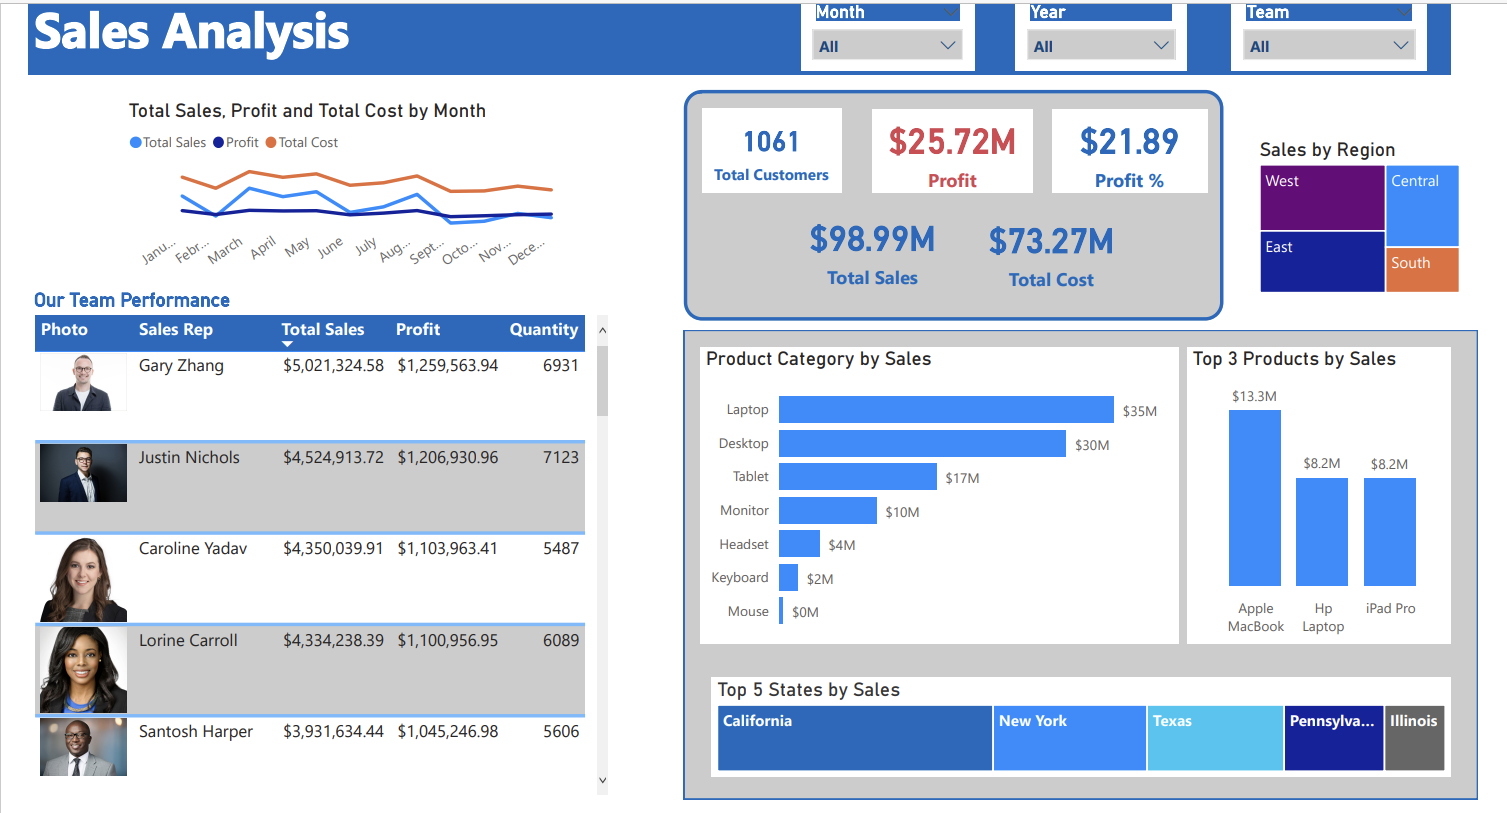 Sales Analysis
Month
All
Year
All
Team
All
Total Sales, Profit and Total Cost by Month
Total Sales Profit Total Cost
Janu... Febr... March April May June July Aug... Sept... Octo... Nov... Dece...
1061
Total Customers
$25.72M
Profit
$21.89
Profit %
$98.99M
Total Sales
$73.27M
Total Cost
Sales by Region
West
Central
East
South
Our Team Performance
Photo Sales Rep Total Sales Profit Quantity
Gary Zhang $5,021,324.58 $1,259,563.94 6931
Justin Nichols $4,524,913.72 $1,206,930.96 7123
Caroline Yadav $4,350,039.91 $1,103,963.41 5487
Lorine Carroll $4,334,238.39 $1,100,956.95 6089
Santosh Harper $3,931,634.44 $1,045,246.98 5606
Product Category by Sales
Laptop $35M
Desktop $30M
Tablet $17M
Monitor $10M
Headset $4M
Keyboard $2M
Mouse $0M
Top 3 Products by Sales
$13.3M
$8.2M $8.2M
Apple MacBook
Hp Laptop
iPad Pro
Top 5 States by Sales
California New York Texas Pennsylva... Illinois